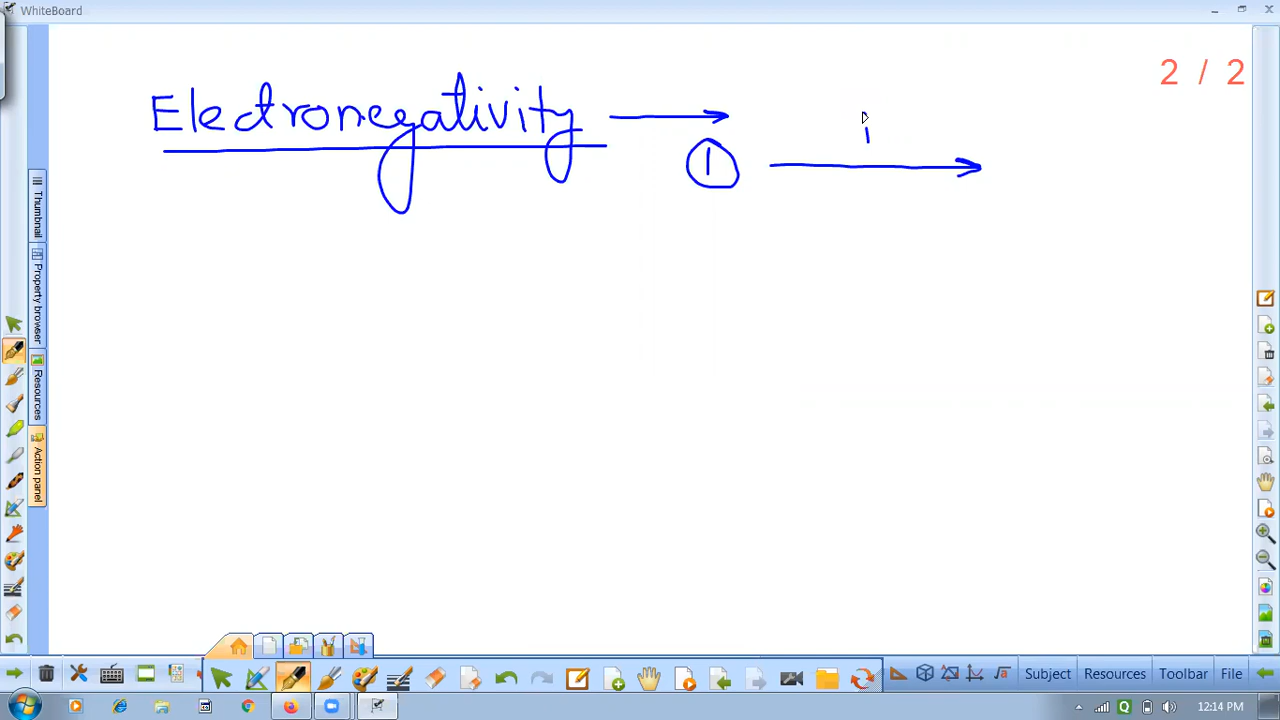 WhiteBoard
2 / 2
Electronegativity
1
Thumbnail
Property browser
Resources
Action panel
Subject
Resources
Toolbar
File
12:14 PM